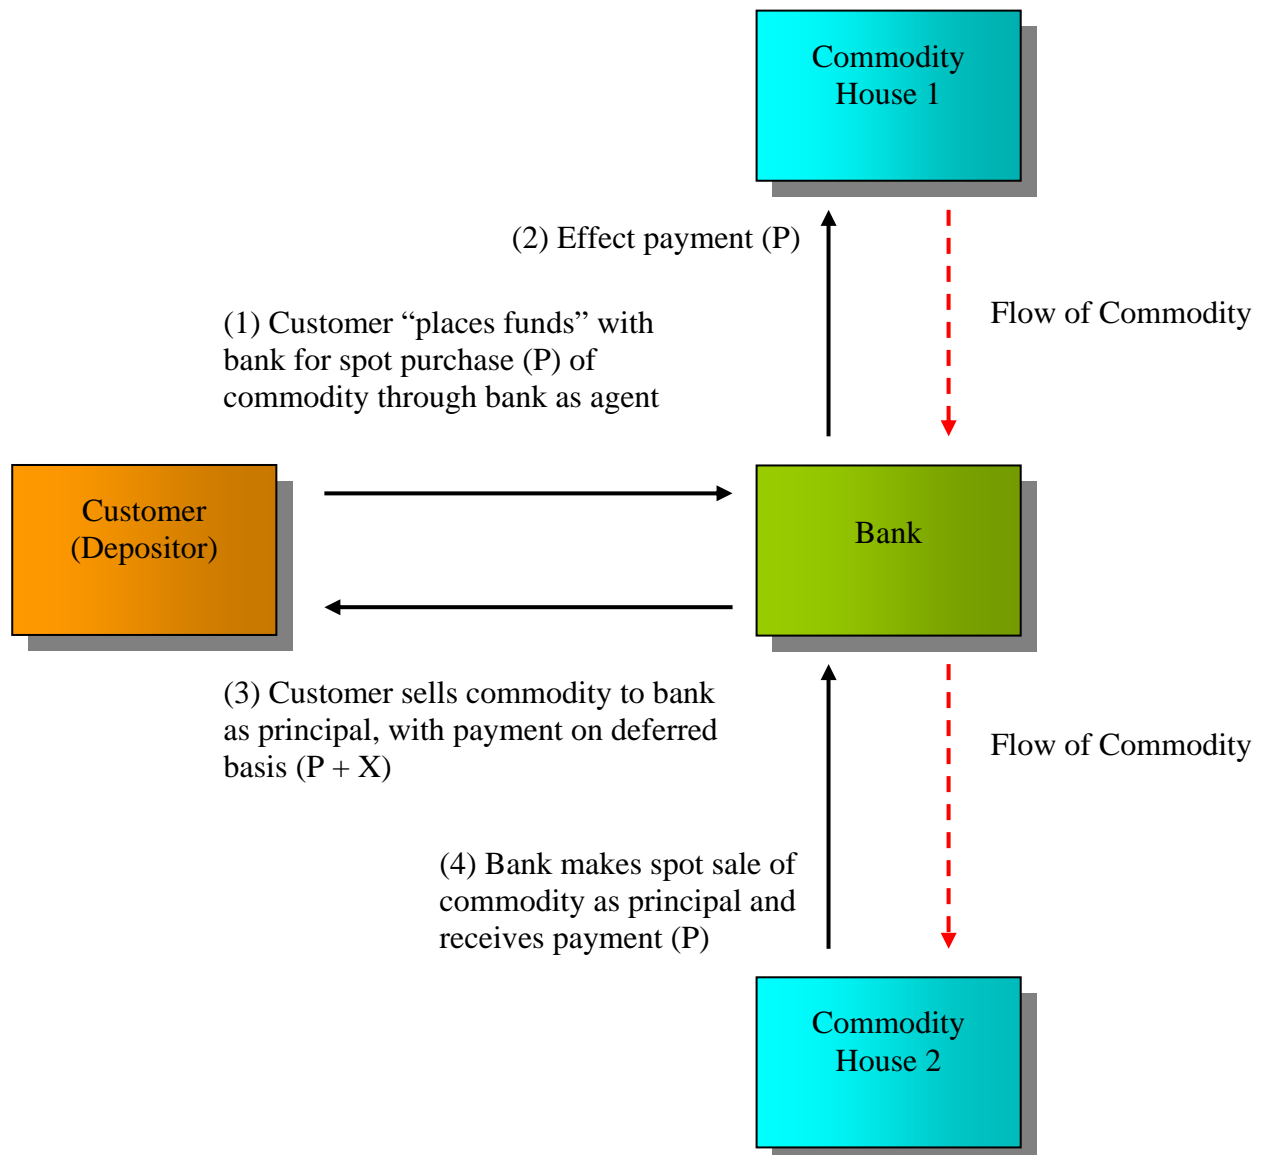 Commodity
House 1
(2) Effect payment (P)
Flow of Commodity
(1) Customer “places funds” with
bank for spot purchase (P) of
commodity through bank as agent
Customer
(Depositor)
Bank
(3) Customer sells commodity to bank
as principal, with payment on deferred
basis (P + X)
Flow of Commodity
(4) Bank makes spot sale of
commodity as principal and
receives payment (P)
Commodity
House 2